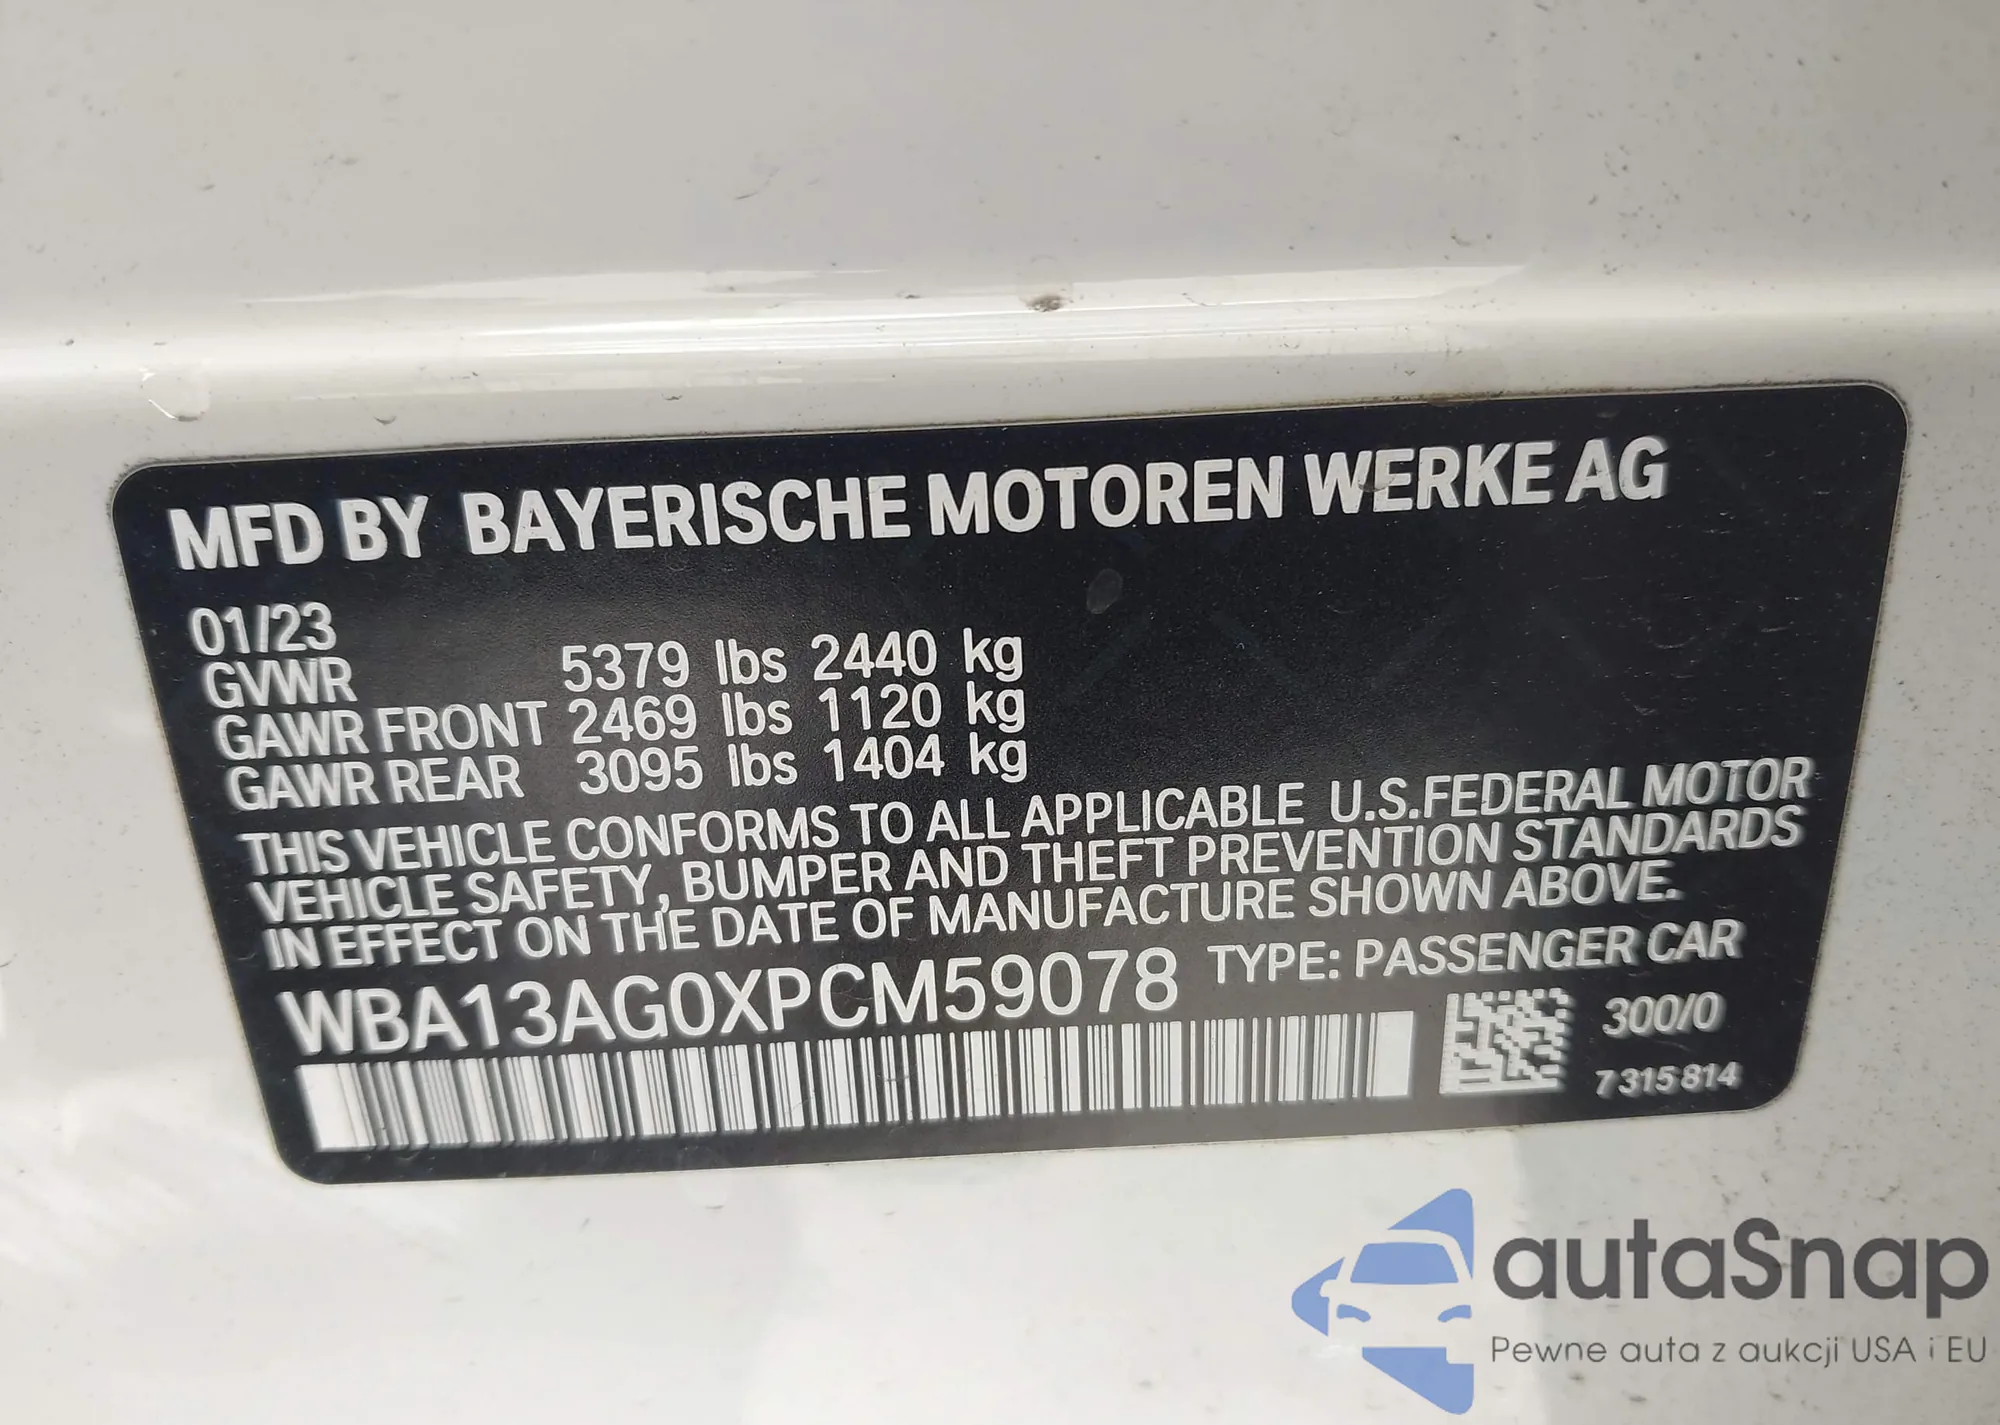 MFD BY BAYERISCHE MOTOREN WERKE AG
01/23
GVWR 5379 lbs 2440 kg
GAWR FRONT 2469 lbs 1120 kg
GAWR REAR 3095 lbs 1404 kg
THIS VEHICLE CONFORMS TO ALL APPLICABLE U.S.FEDERAL MOTOR
VEHICLE SAFETY, BUMPER AND THEFT PREVENTION STANDARDS
IN EFFECT ON THE DATE OF MANUFACTURE SHOWN ABOVE.
WBA13AG0XPCM59078 TYPE: PASSENGER CAR
300/0
7 315 814
autaSnap
Pewne auta z aukcji USA i EU